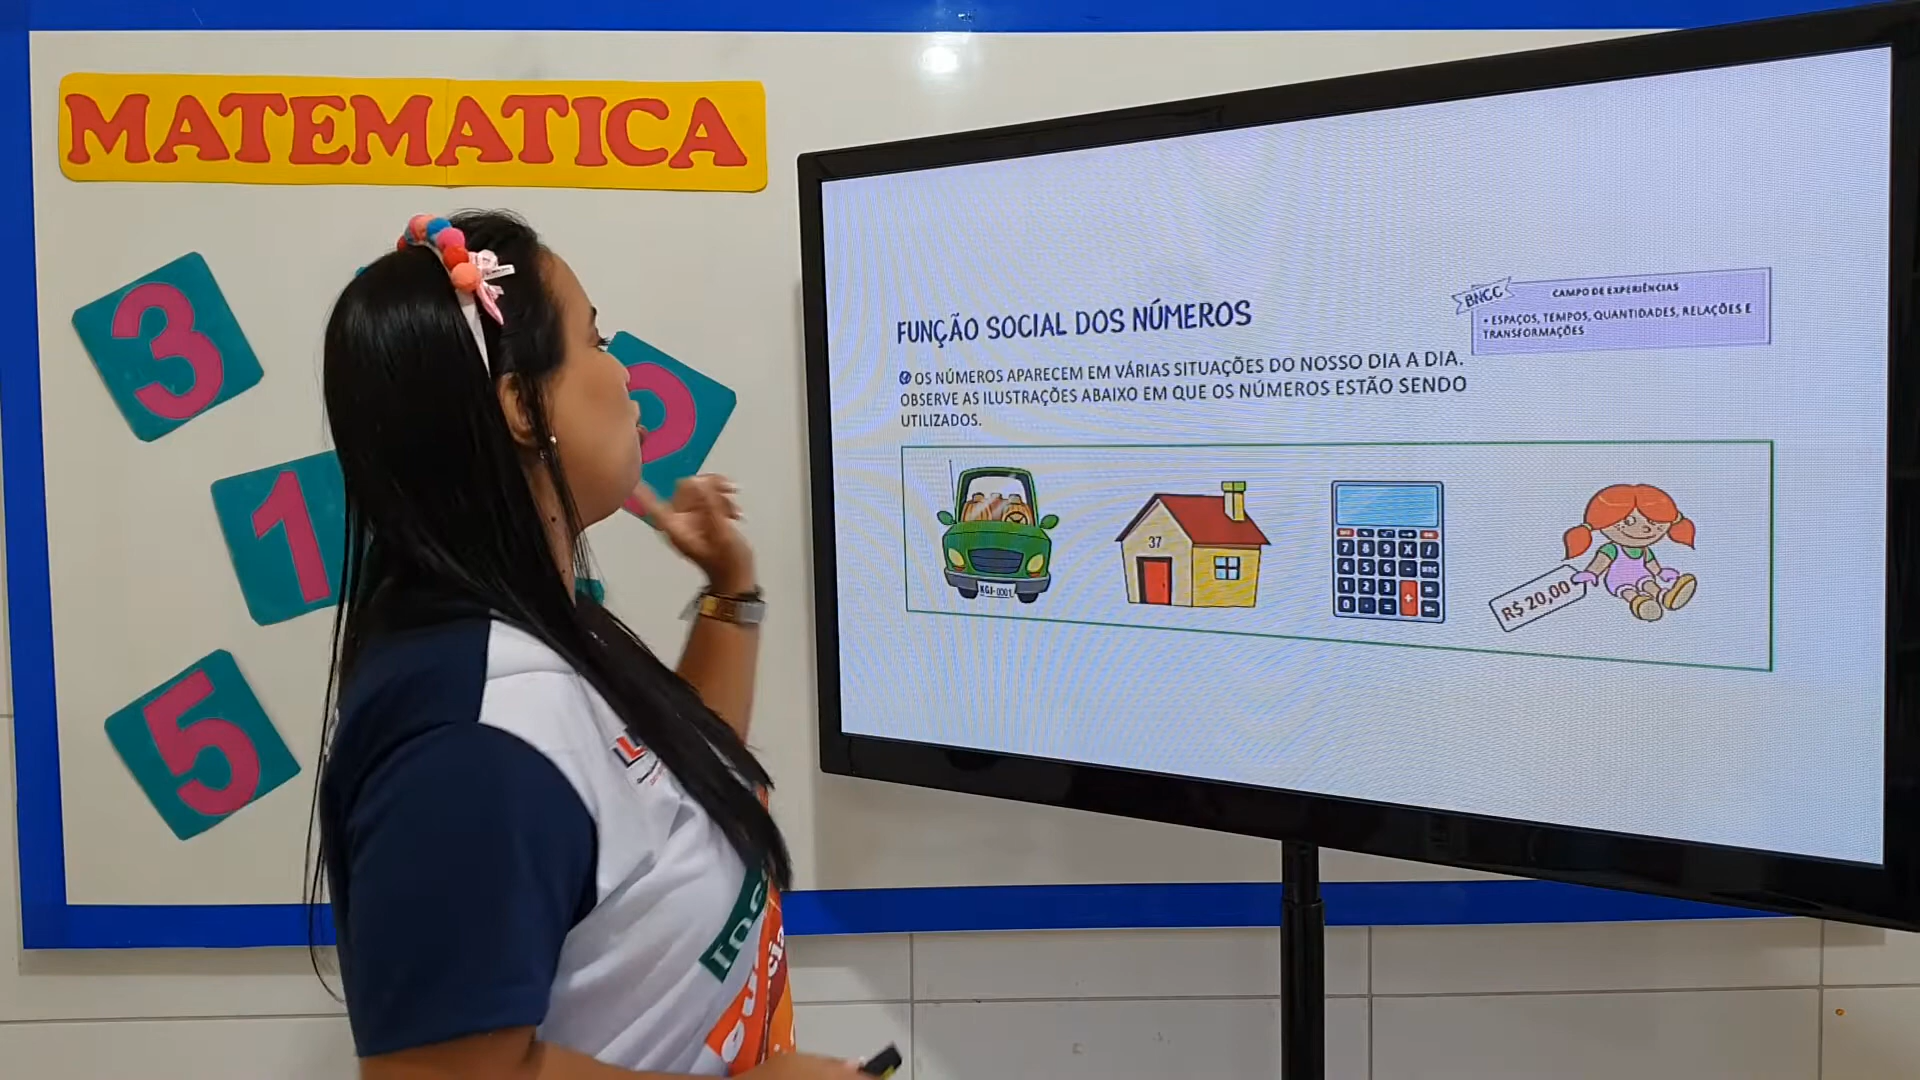 MATEMATICA
3
1
5
FUNÇÃO SOCIAL DOS NÚMEROS
BNCC
CAMPO DE EXPERIÊNCIAS
• ESPAÇOS, TEMPOS, QUANTIDADES, RELAÇÕES E
TRANSFORMAÇÕES
OS NÚMEROS APARECEM EM VÁRIAS SITUAÇÕES DO NOSSO DIA A DIA.
OBSERVE AS ILUSTRAÇÕES ABAIXO EM QUE OS NÚMEROS ESTÃO SENDO
UTILIZADOS.
37
7 8 9 X /
4 5 6 -
1 2 3 +
0 . =
R$ 20,00